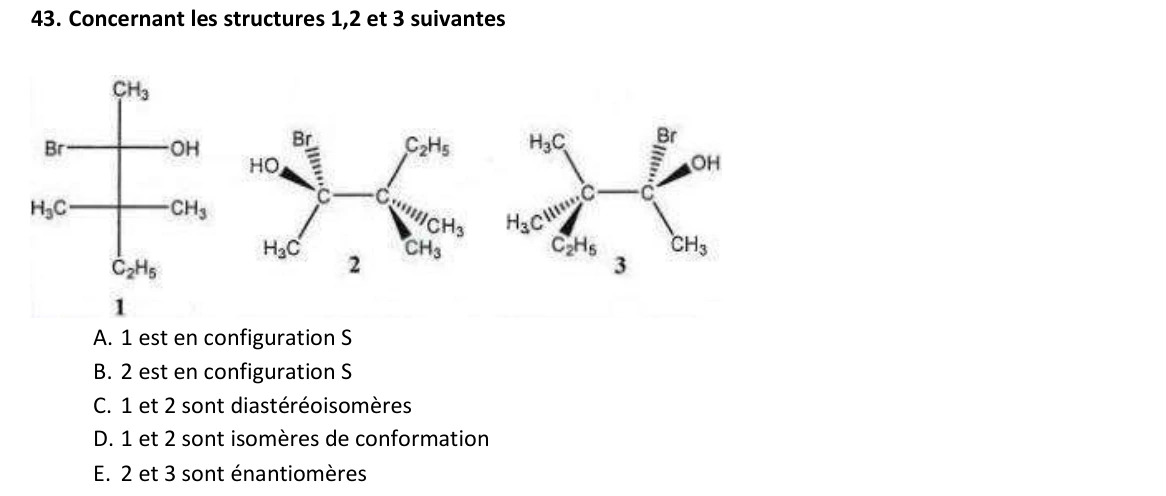 43. Concernant les structures 1,2 et 3 suivantes
CH3
Br OH
H3C CH3
C2H5
1
Br C2H5
HO
C C
CH3
H3C CH3
2
H3C Br
OH
C C
H3C
C2H5 CH3
3
A. 1 est en configuration S
B. 2 est en configuration S
C. 1 et 2 sont diastéréoisomères
D. 1 et 2 sont isomères de conformation
E. 2 et 3 sont énantiomères